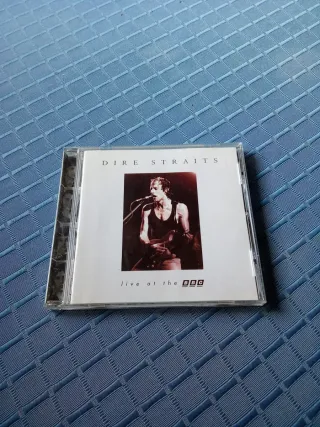 DIRE STRAITS
live at the BBC